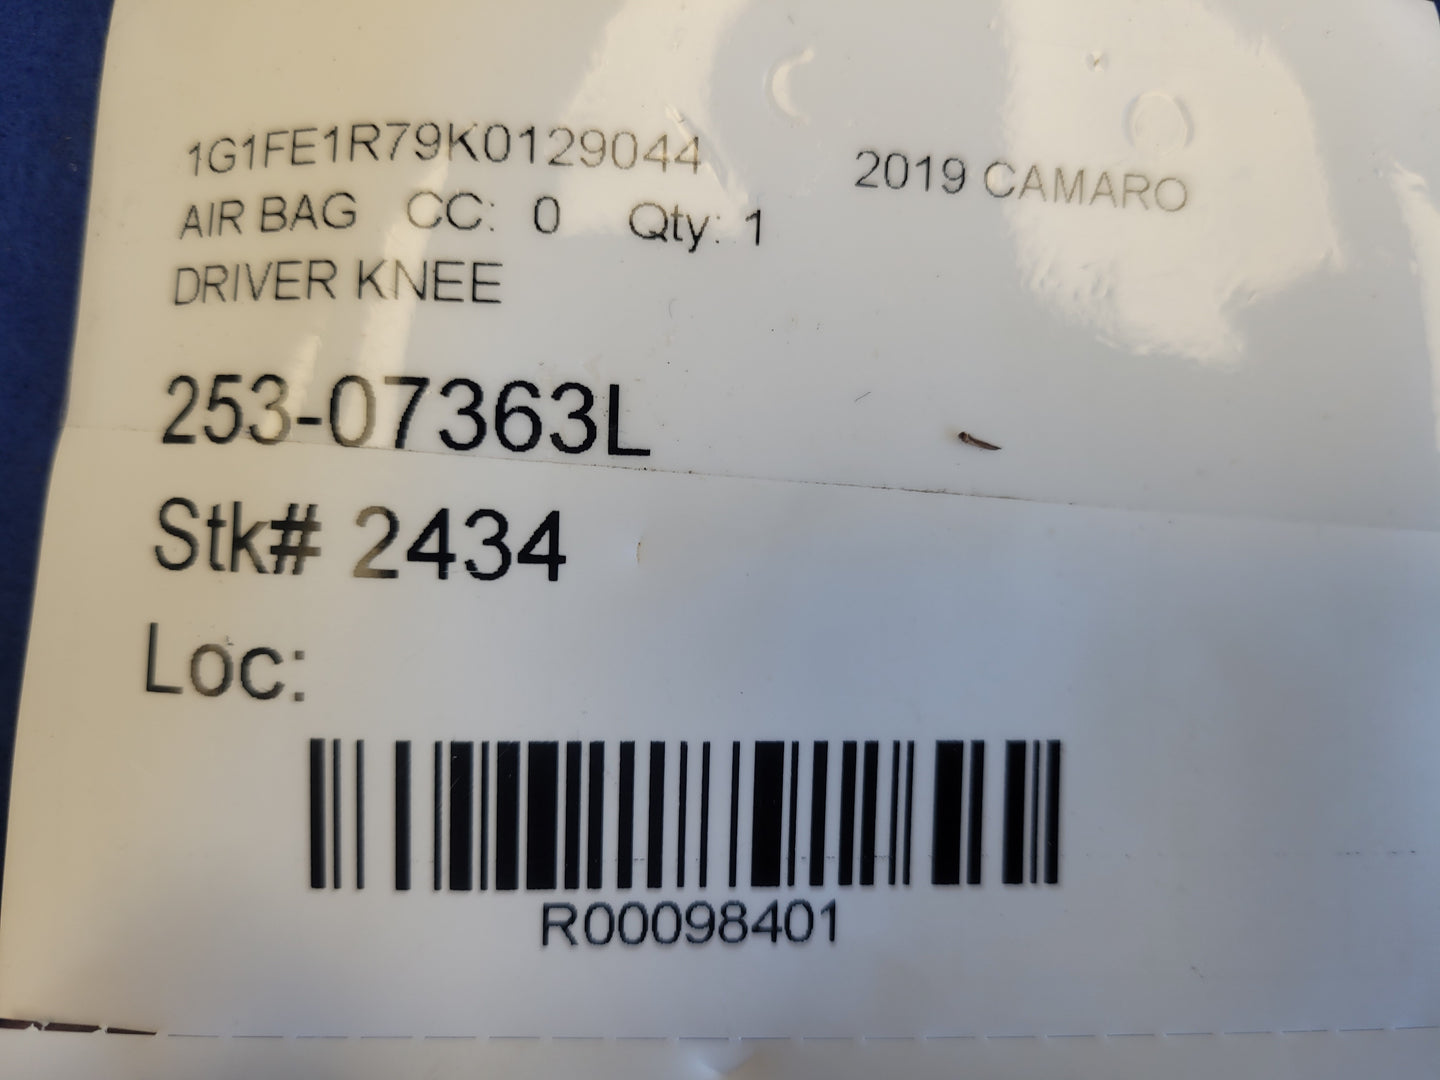 1G1FE1R79K0129044 2019 CAMARO
AIR BAG CC: 0 Qty: 1
DRIVER KNEE
253-07363L
Stk# 2434
Loc:
R00098401